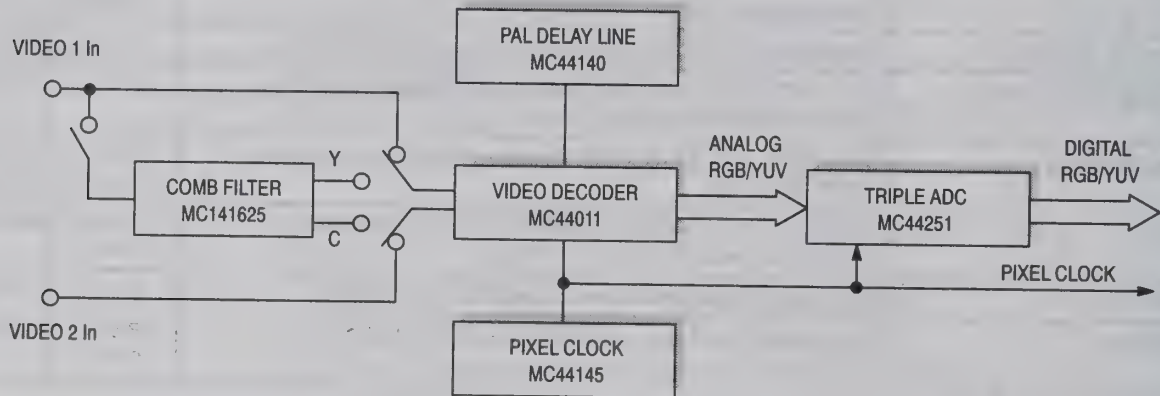 PAL DELAY LINE
MC44140
VIDEO 1 In
COMB FILTER
MC141625
Y
C
VIDEO DECODER
MC44011
ANALOG
RGB/YUV
TRIPLE ADC
MC44251
DIGITAL
RGB/YUV
PIXEL CLOCK
VIDEO 2 In
PIXEL CLOCK
MC44145